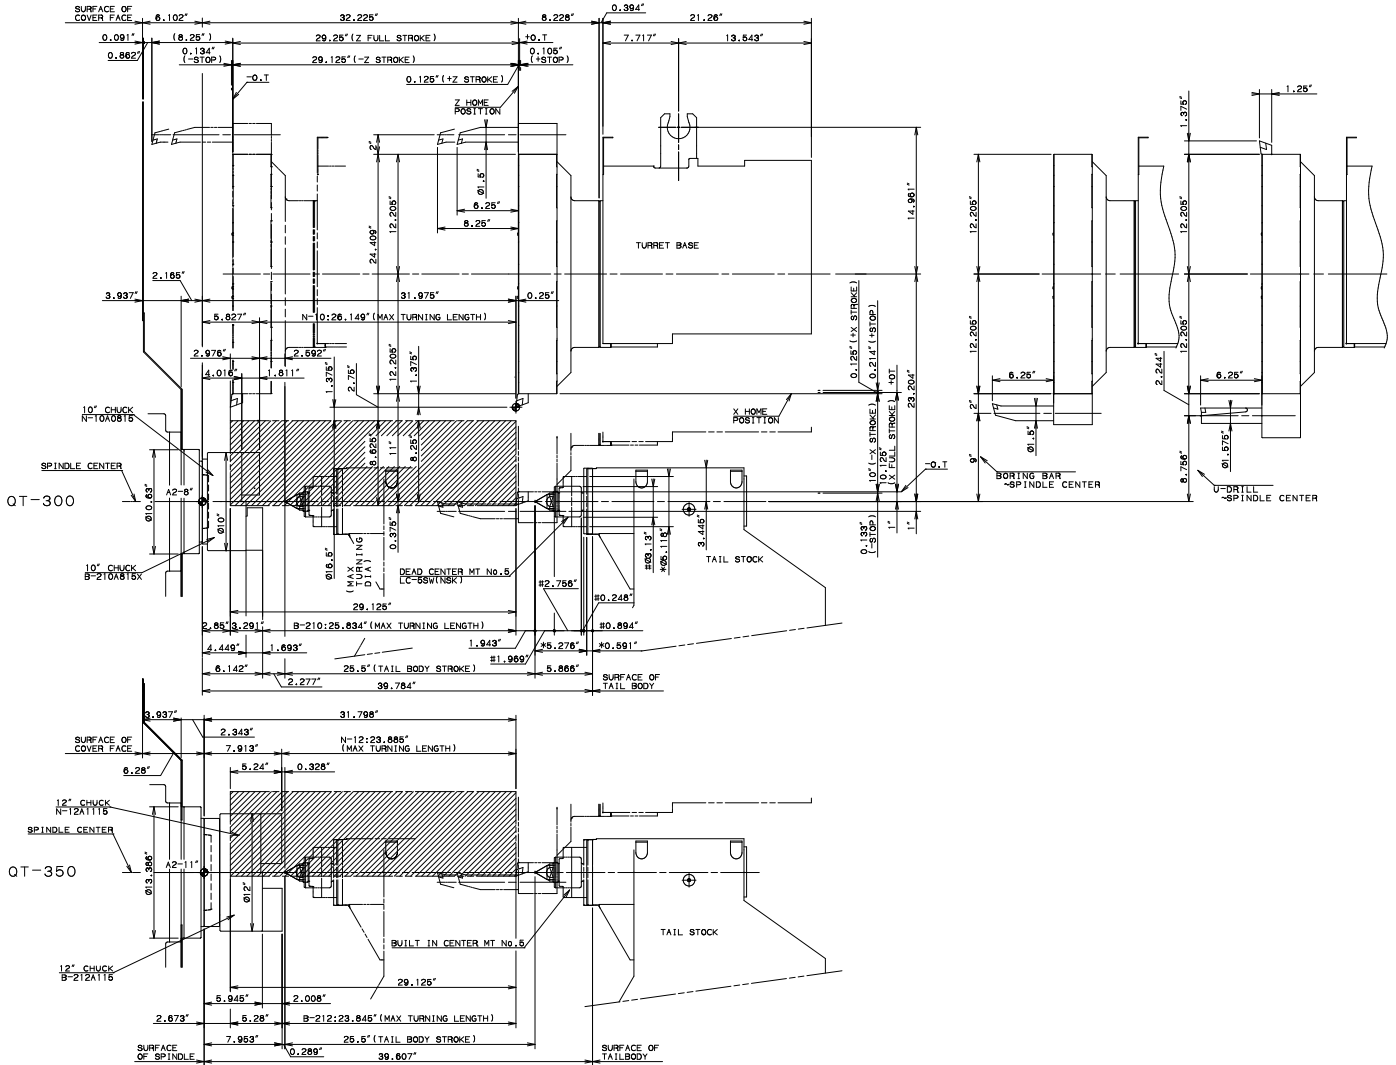 SURFACE OF
COVER FACE
6.102"
32.225"
8.228"
0.394"
21.26"
0.091"
(8.25")
29.25"(Z FULL STROKE)
+O.T
7.717"
13.543"
0.862"
0.134"
(-STOP)
29.125"(-Z STROKE)
0.105"
(+STOP)
-O.T
0.125"(+Z STROKE)
Z HOME
POSITION
1.375"
1.25"
2"
Ø1.5"
6.25"
8.25"
12.205"
24.409"
14.961"
12.205"
12.205"
TURRET BASE
2.165"
3.937"
31.975"
0.25"
5.827"
N-10:26.149"(MAX TURNING LENGTH)
2.976"
2.592"
4.016"
1.811"
1.375"
2.75"
12.205"
1.375"
0.125"(+X STROKE)
0.214"(+STOP)
23.204"
12.205"
12.205"
2.244"
6.25"
6.25"
10" CHUCK
N-10A0815
X HOME
POSITION
+OT
2"
Ø1.5"
Ø1.575"
8.625"
11"
8.25"
10"(-X STROKE)
10.125"
(X FULL STROKE)
-O.T
9"
8.756"
BORING BAR
~SPINDLE CENTER
U-DRILL
~SPINDLE CENTER
SPINDLE CENTER
A2-8"
QT-300
Ø10.63"
Ø10"
Ø16.5"
(MAX
TURNING
DIA)
0.375"
DEAD CENTER MT No.5
LC-5SW(NSK)
#Ø3.13"
*Ø5.118"
3.445"
TAIL STOCK
0.133"
(-STOP)
1"
1"
10" CHUCK
B-210A815X
#2.756"
#0.248"
29.125"
2.85"
3.291"
B-210:25.834"(MAX TURNING LENGTH)
#0.894"
4.449"
1.693"
1.943"
#1.969"
*5.276"
*0.591"
6.142"
2.277"
25.5"(TAIL BODY STROKE)
5.866"
39.764"
SURFACE OF
TAIL BODY
3.937"
31.798"
2.343"
SURFACE OF
COVER FACE
7.913"
N-12:23.885"
(MAX TURNING LENGTH)
6.28"
5.24"
0.328"
12" CHUCK
N-12A1115
SPINDLE CENTER
A2-11"
QT-350
Ø13.386"
Ø12"
TAIL STOCK
BUILT IN CENTER MT No.5
12" CHUCK
B-212A115
29.125"
5.945"
2.008"
2.673"
5.28"
B-212:23.845"(MAX TURNING LENGTH)
7.953"
25.5"(TAIL BODY STROKE)
0.289"
SURFACE
OF SPINDLE
39.607"
SURFACE OF
TAILBODY